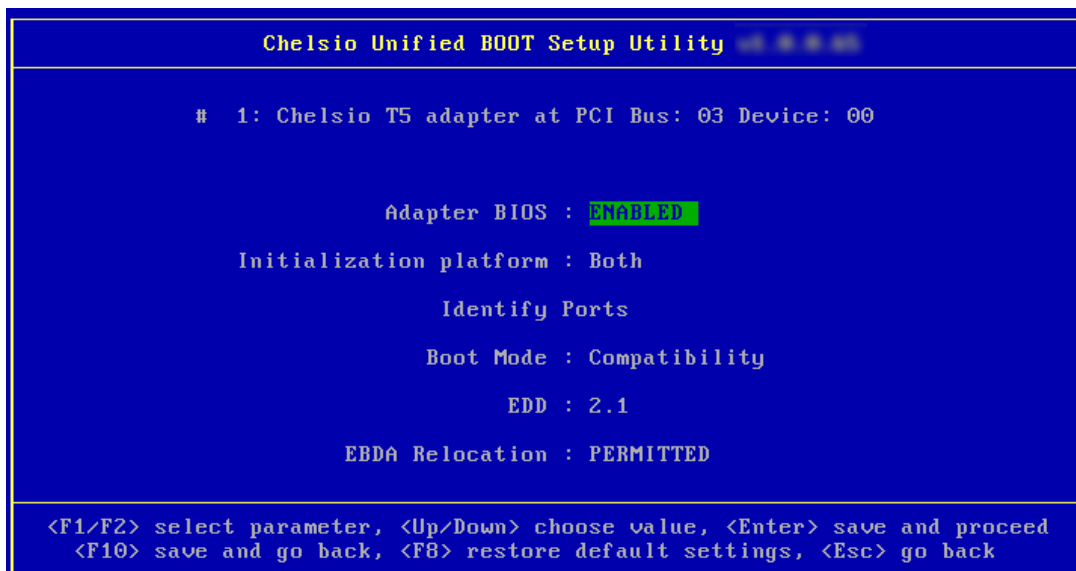 Chelsio Unified BOOT Setup Utility
# 1: Chelsio T5 adapter at PCI Bus: 03 Device: 00
Adapter BIOS : ENABLED
Initialization platform : Both
Identify Ports
Boot Mode : Compatibility
EDD : 2.1
EBDA Relocation : PERMITTED
<F1/F2> select parameter, <Up/Down> choose value, <Enter> save and proceed
<F10> save and go back, <F8> restore default settings, <Esc> go back